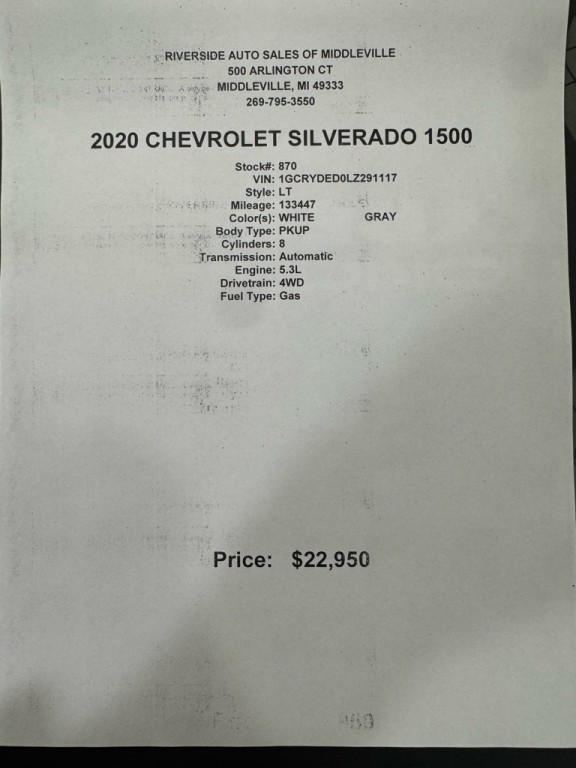 RIVERSIDE AUTO SALES OF MIDDLEVILLE
500 ARLINGTON CT
MIDDLEVILLE, MI 49333
269-795-3550
2020 CHEVROLET SILVERADO 1500
Stock#: 870
VIN: 1GCRYDED0LZ291117
Style: LT
Mileage: 133447
Color(s): WHITE GRAY
Body Type: PKUP
Cylinders: 8
Transmission: Automatic
Engine: 5.3L
Drivetrain: 4WD
Fuel Type: Gas
Price: $22,950